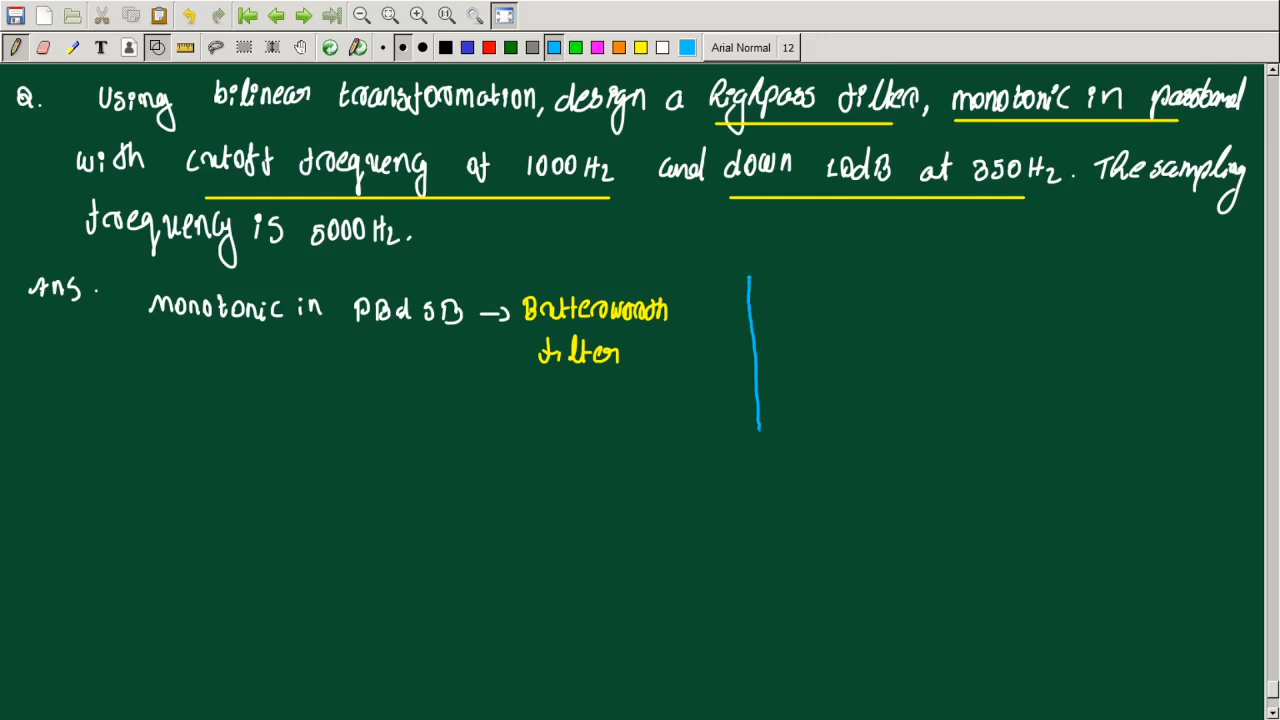 Arial Normal 12
Q. Using bilinear transformation, design a highpass filter, monotonic in passband
with cutoff frequency at 1000 Hz and down 10dB at 350 Hz. The sampling
frequency is 5000 Hz.
Ans.
monotonic in PB & SB → Butterworth
filter